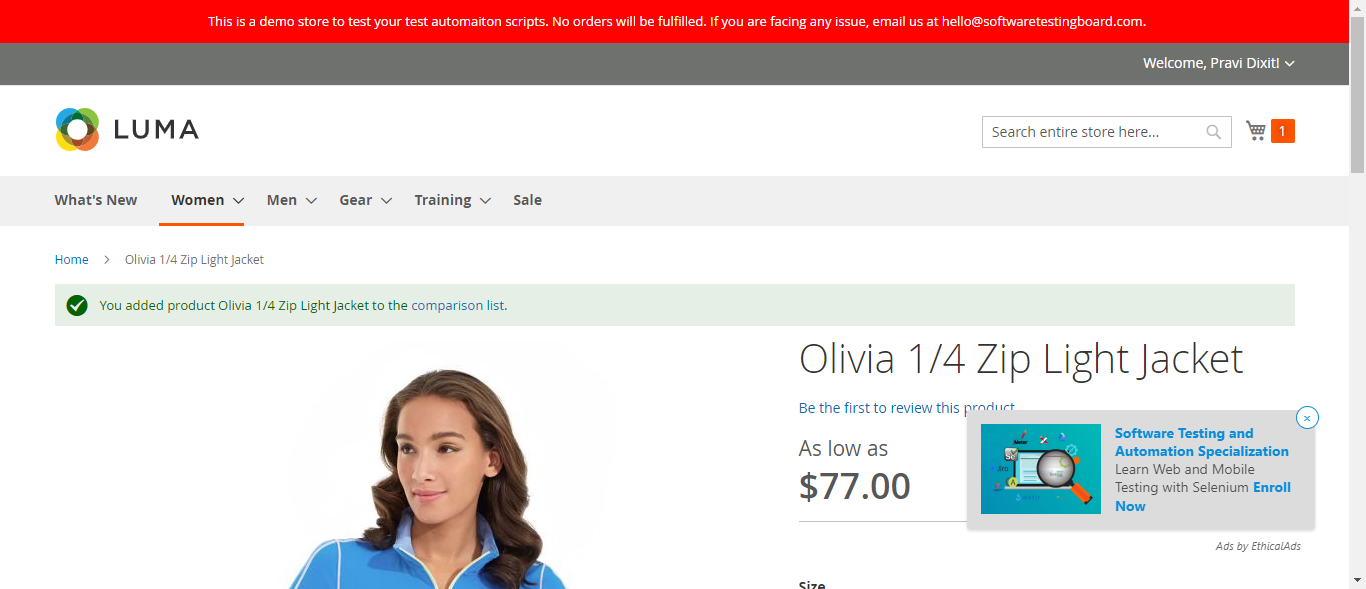 This is a demo store to test your test automaiton scripts. No orders will be fulfilled. If you are facing any issue, email us at hello@softwaretestingboard.com.
Welcome, Pravi Dixit!
LUMA
Search entire store here...
1
What's New Women Men Gear Training Sale
Home > Olivia 1/4 Zip Light Jacket
You added product Olivia 1/4 Zip Light Jacket to the comparison list.
Olivia 1/4 Zip Light Jacket
Be the first to review this product
As low as
$77.00
Software Testing and
Automation Specialization
Learn Web and Mobile
Testing with Selenium Enroll
Now
Ads by EthicalAds
Size